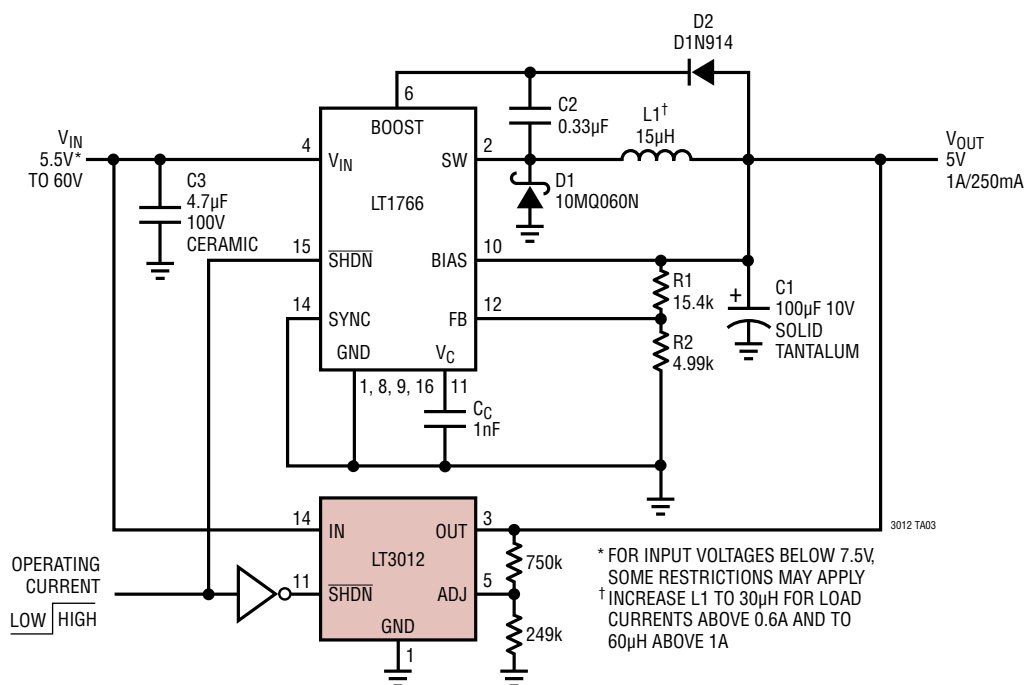 D2
D1N914
6
BOOST
C2
0.33µF
L1†
15µH
VIN
5.5V*
TO 60V
4
VIN
SW
2
VOUT
5V
1A/250mA
C3
4.7µF
100V
CERAMIC
LT1766
D1
10MQ060N
15
SHDN
BIAS
10
R1
15.4k
C1
100µF 10V
SOLID
TANTALUM
+
14
SYNC
FB
12
R2
4.99k
GND
VC
1, 8, 9, 16
11
CC
1nF
14
IN
OUT
3
3012 TA03
LT3012
750k
OPERATING
CURRENT
LOW HIGH
11
SHDN
ADJ
5
GND
1
249k
* FOR INPUT VOLTAGES BELOW 7.5V,
SOME RESTRICTIONS MAY APPLY
† INCREASE L1 TO 30µH FOR LOAD
CURRENTS ABOVE 0.6A AND TO
60µH ABOVE 1A